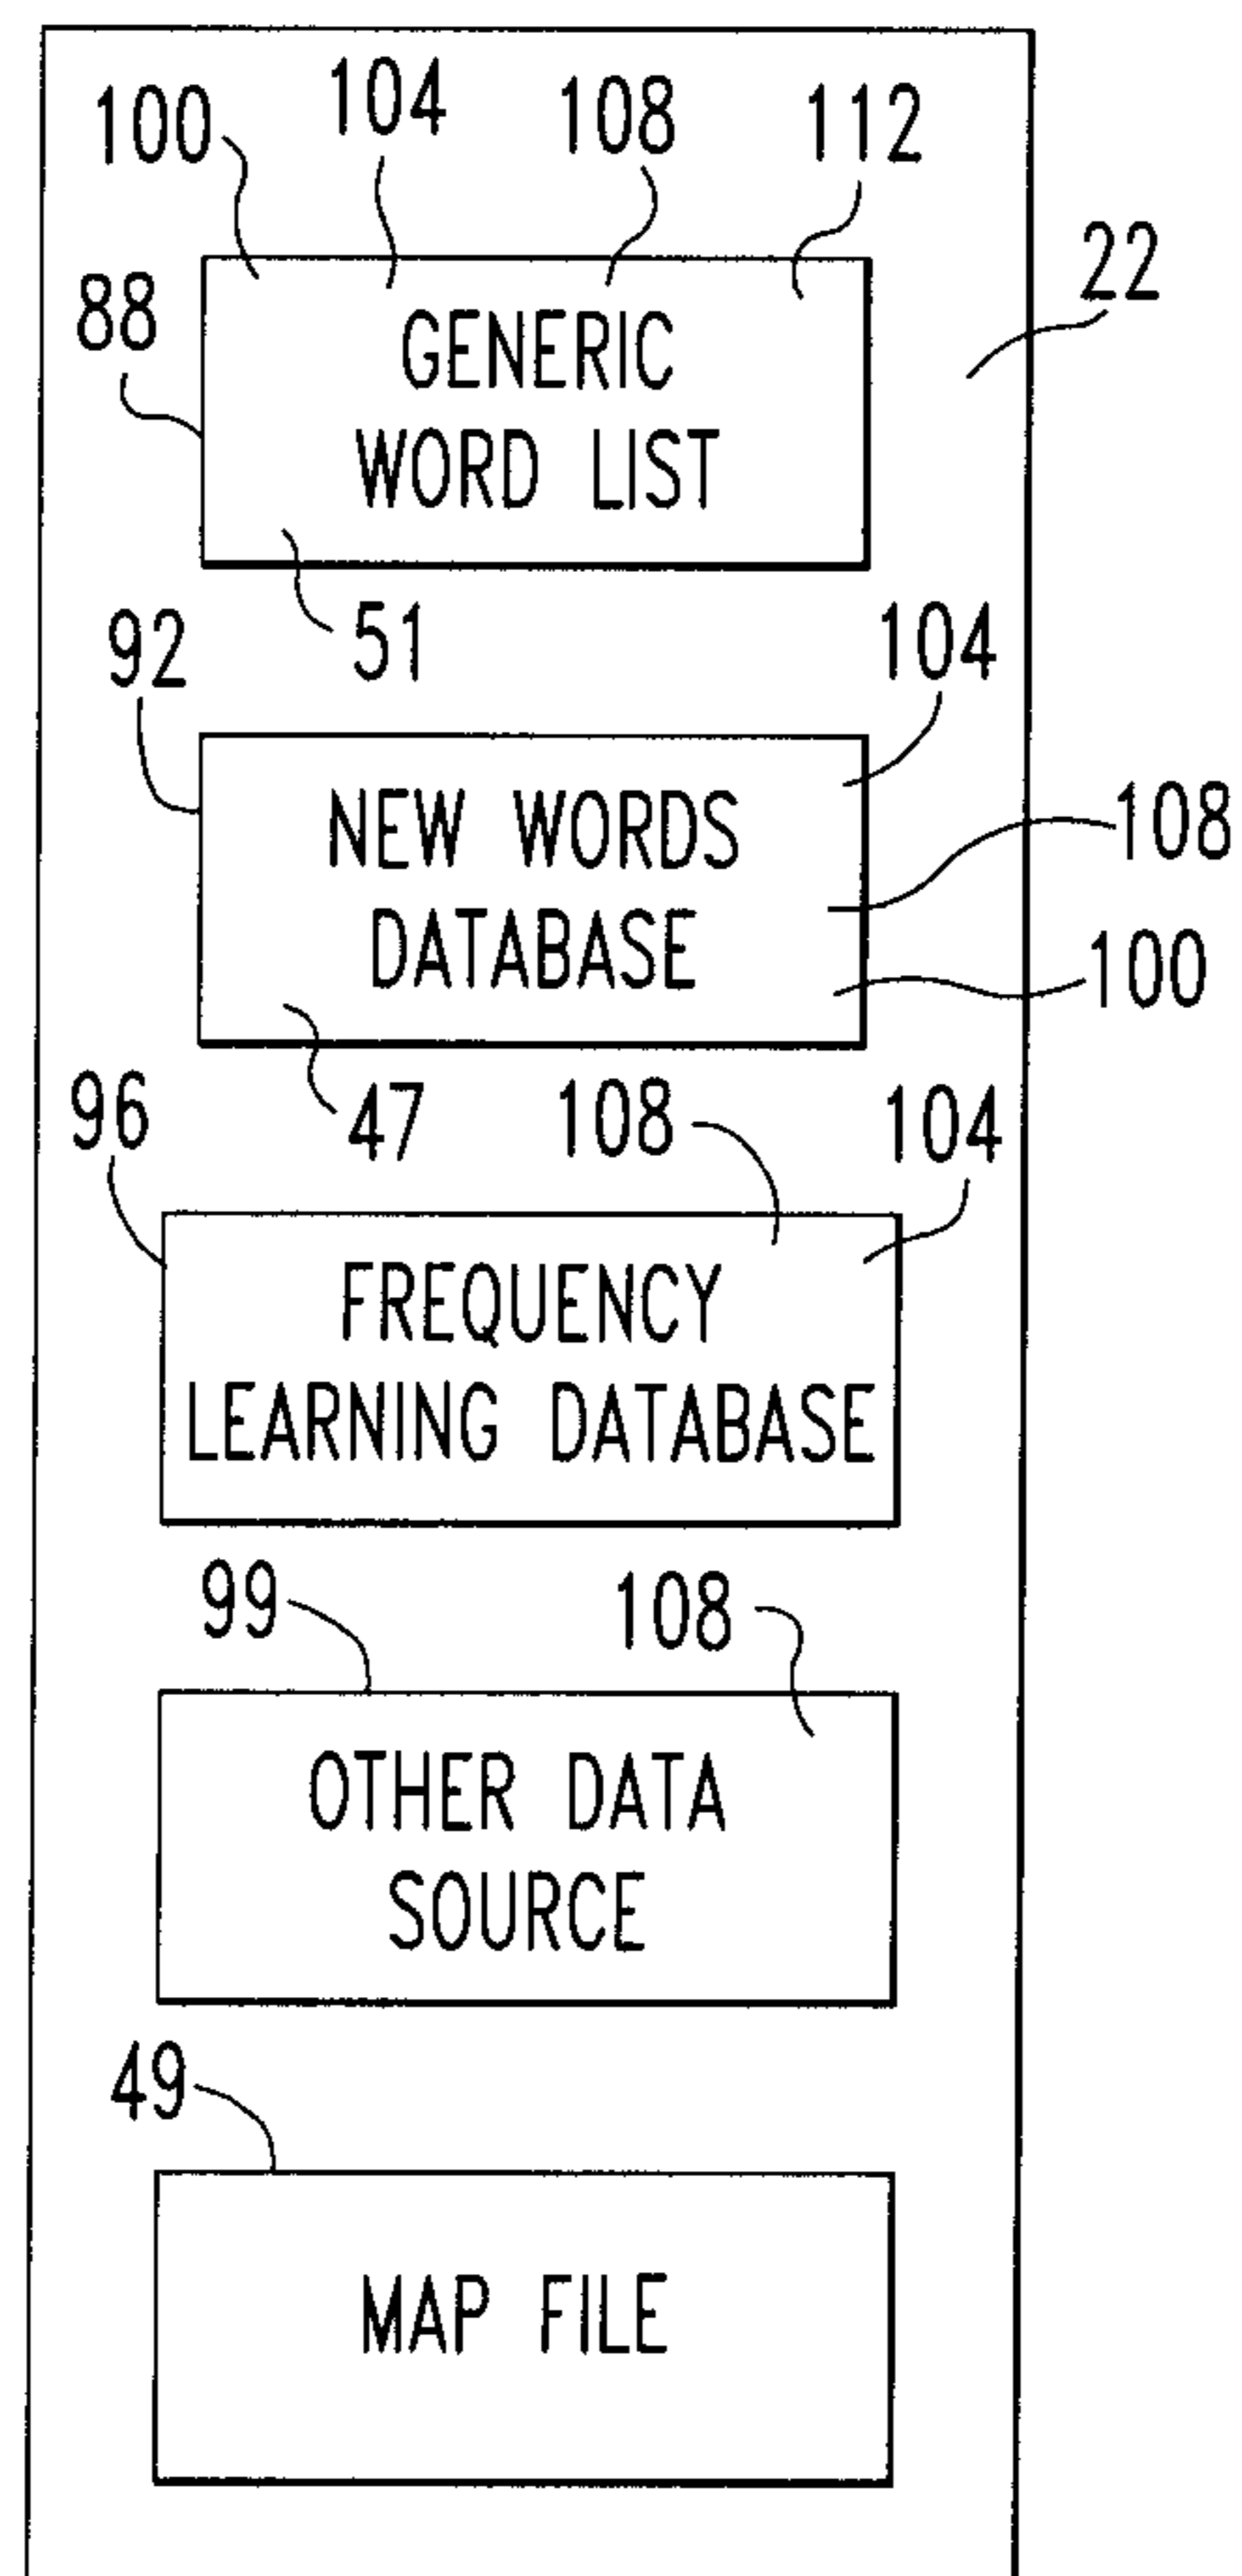 100 104 108 112
22
88
GENERIC
WORD LIST
51
92
104
NEW WORDS
108
DATABASE
100
47
96
108
104
FREQUENCY
LEARNING DATABASE
99
108
OTHER DATA
SOURCE
49
MAP FILE